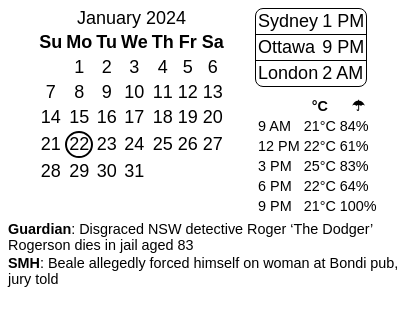 January 2024
Su Mo Tu We Th Fr Sa
1 2 3 4 5 6
7 8 9 10 11 12 13
14 15 16 17 18 19 20
21 22 23 24 25 26 27
28 29 30 31
Sydney 1 PM
Ottawa 9 PM
London 2 AM
°C ☂
9 AM 21°C 84%
12 PM 22°C 61%
3 PM 25°C 83%
6 PM 22°C 64%
9 PM 21°C 100%
Guardian: Disgraced NSW detective Roger ‘The Dodger’
Rogerson dies in jail aged 83
SMH: Beale allegedly forced himself on woman at Bondi pub,
jury told